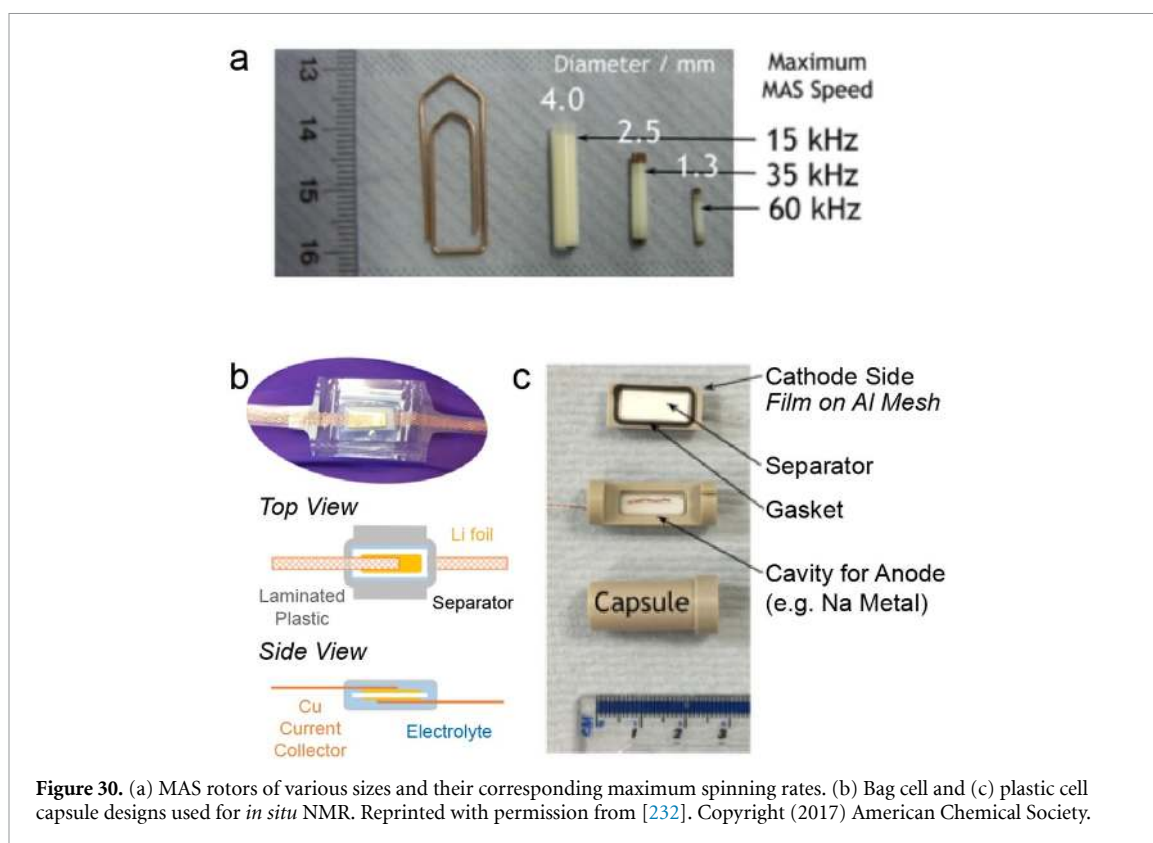 a
Diameter / mm
Maximum
MAS Speed
13
14
15
16
4.0
2.5
1.3
15 kHz
35 kHz
60 kHz
b
Top View
Li foil
Laminated
Plastic
Separator
Side View
Cu
Current
Collector
Electrolyte
c
Cathode Side
Film on Al Mesh
Separator
Gasket
Cavity for Anode
(e.g. Na Metal)
Capsule
1
2
3
Figure 30. (a) MAS rotors of various sizes and their corresponding maximum spinning rates. (b) Bag cell and (c) plastic cell
capsule designs used for in situ NMR. Reprinted with permission from [232]. Copyright (2017) American Chemical Society.